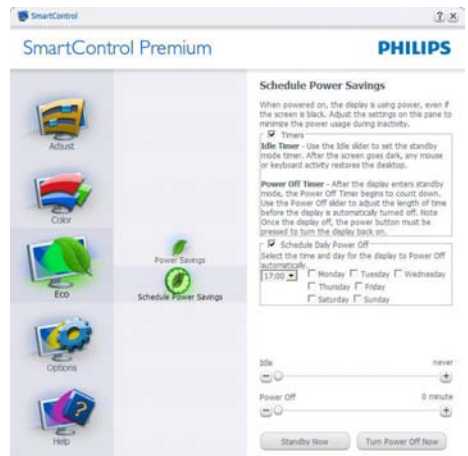 SmartControl
SmartControl Premium
PHILIPS
Adjust
Color
Eco
Options
Help
Power Savings
Schedule Power Savings
Schedule Power Savings
When powered on, the display is using power, even if
the screen is black. Adjust the settings on this pane to
minimize the power usage during inactivity.
Timers
Idle Timer - Use the Idle slider to set the standby
mode timer. After the screen goes dark, any mouse
or keyboard activity restores the desktop.
Power Off Timer - After the display enters standby
mode, the Power Off Timer begins to count down.
Use the Power Off slider to adjust the length of time
before the display is automatically turned off. Note
Once the display off, the power button must be
pressed to turn the display back on.
Schedule Daily Power Off
Select the time and day for the display to Power Off
automatically.
17:00 Monday Tuesday Wednesday
Thursday Friday
Saturday Sunday
Idle never
Power Off 0 minute
Standby Now Turn Power Off Now